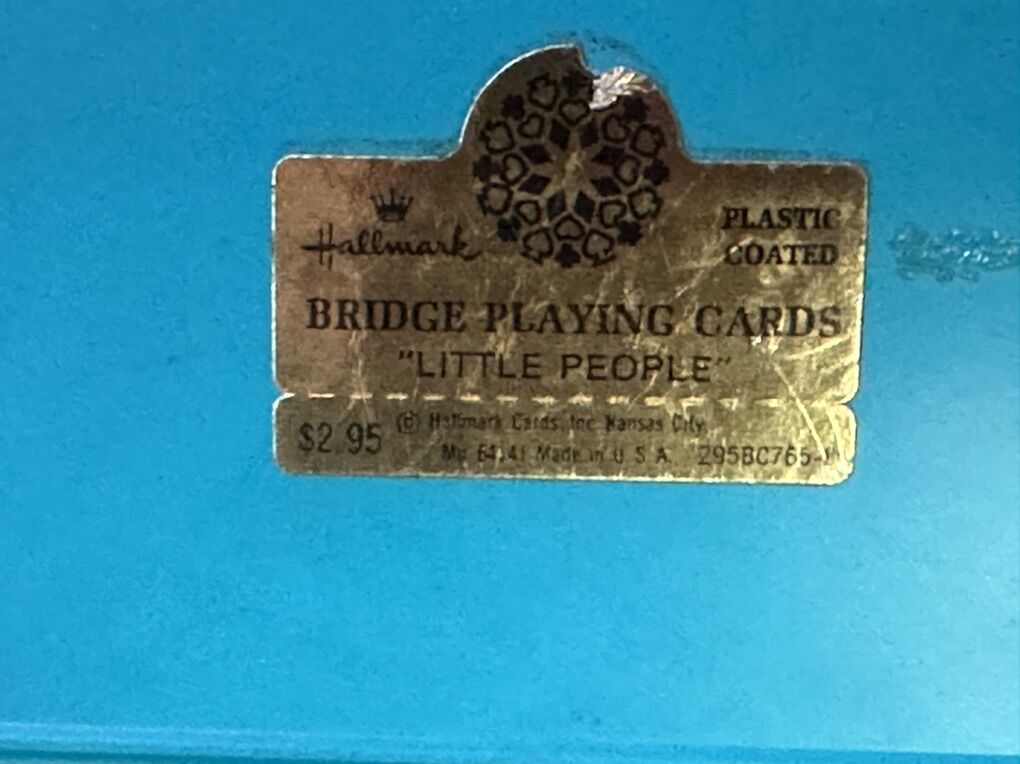 Hallmark
PLASTIC
COATED
BRIDGE PLAYING CARDS
"LITTLE PEOPLE"
$2.95
© Hallmark Cards, Inc. Kansas City,
Mo. 64141 Made in U.S.A. 295BC765-